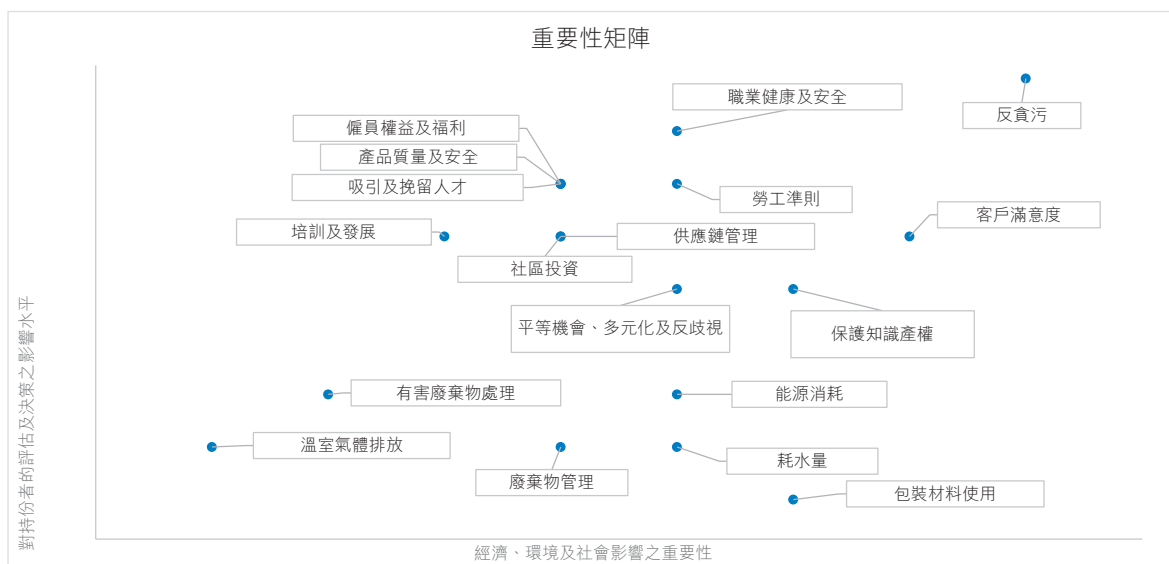 重要性矩陣
職業健康及安全
反貪污
僱員權益及福利
產品質量及安全
吸引及挽留人才
勞工準則
客戶滿意度
培訓及發展
供應鏈管理
社區投資
平等機會、多元化及反歧視
保護知識產權
有害廢棄物處理
能源消耗
溫室氣體排放
耗水量
廢棄物管理
包裝材料使用
對持份者的評估及決策之影響水平
經濟、環境及社會影響之重要性